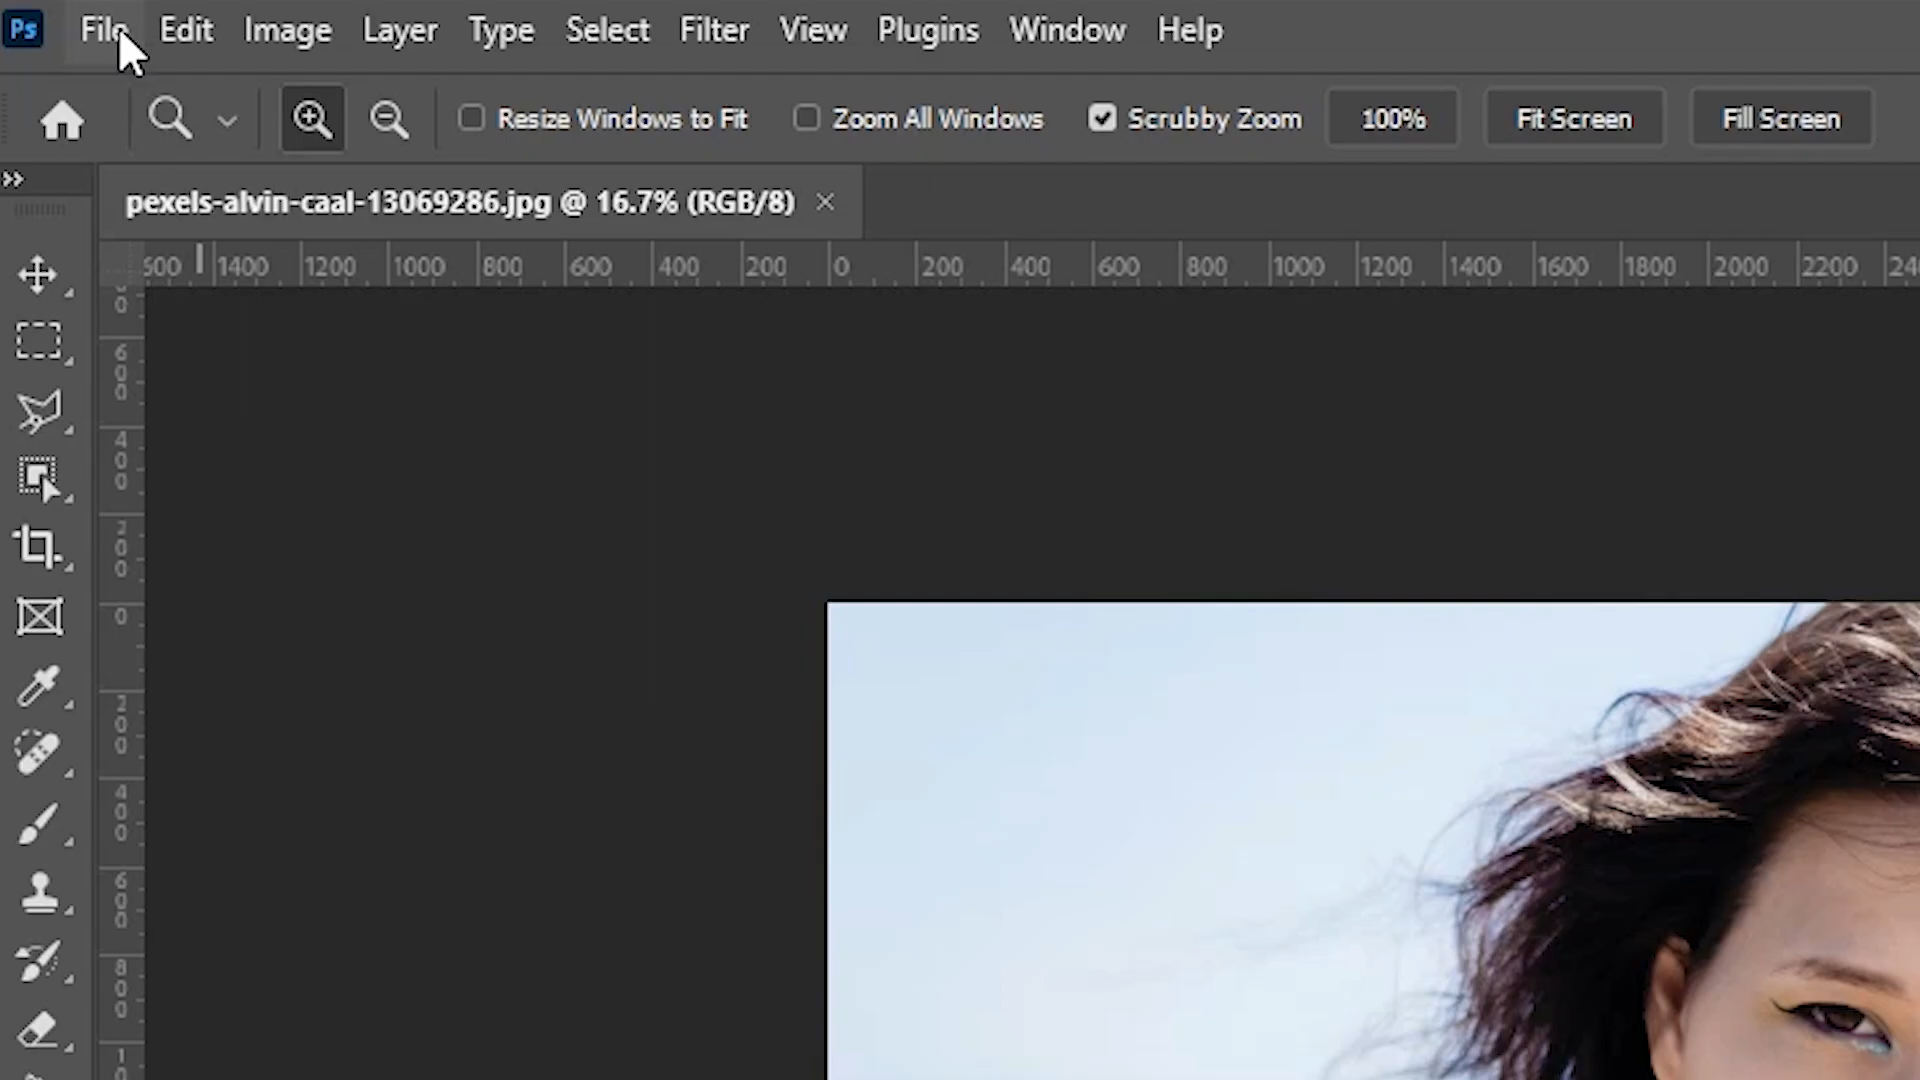 Ps File Edit Image Layer Type Select Filter View Plugins Window Help
Resize Windows to Fit Zoom All Windows Scrubby Zoom 100% Fit Screen Fill Screen
pexels-alvin-caal-13069286.jpg @ 16.7% (RGB/8) ×
1400 1200 1000 800 600 400 200 0 200 400 600 800 1000 1200 1400 1600 1800 2000 2200
0
600
400
200
0
200
400
600
800